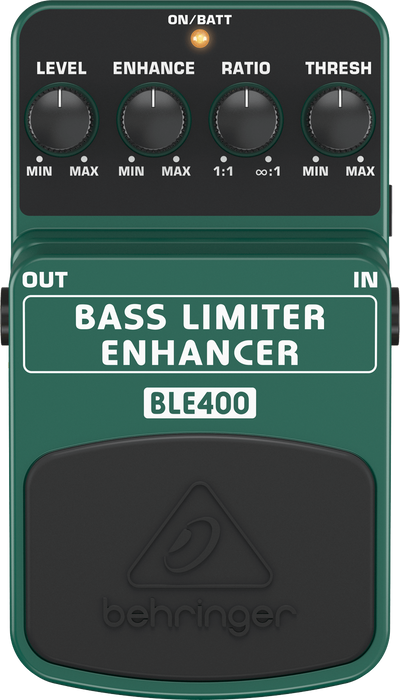 ON/BATT
LEVEL ENHANCE RATIO THRESH
MIN MAX MIN MAX 1:1 ∞:1 MIN MAX
OUT IN
BASS LIMITER
ENHANCER
BLE400
behringer